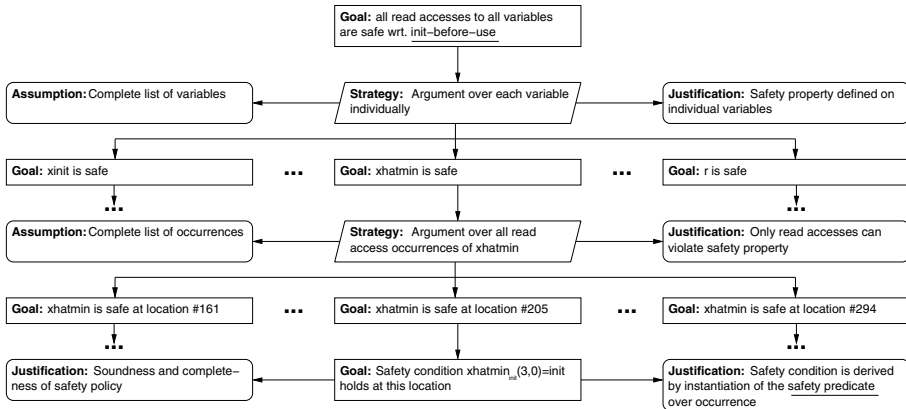 Goal: all read accesses to all variables
are safe wrt. init−before−use
Assumption: Complete list of variables
Strategy: Argument over each variable
individually
Justification: Safety property defined on
individual variables
Goal: xinit is safe
...
Goal: xhatmin is safe
...
Goal: r is safe
...
...
Assumption: Complete list of occurrences
Strategy: Argument over all read
access occurrences of xhatmin
Justification: Only read accesses can
violate safety property
Goal: xhatmin is safe at location #161
...
Goal: xhatmin is safe at location #205
...
Goal: xhatmin is safe at location #294
...
...
Justification: Soundness and complete−
ness of safety policy
Goal: Safety condition xhatmin_init(3,0)=init
holds at this location
Justification: Safety condition is derived
by instantiation of the safety predicate
over occurrence